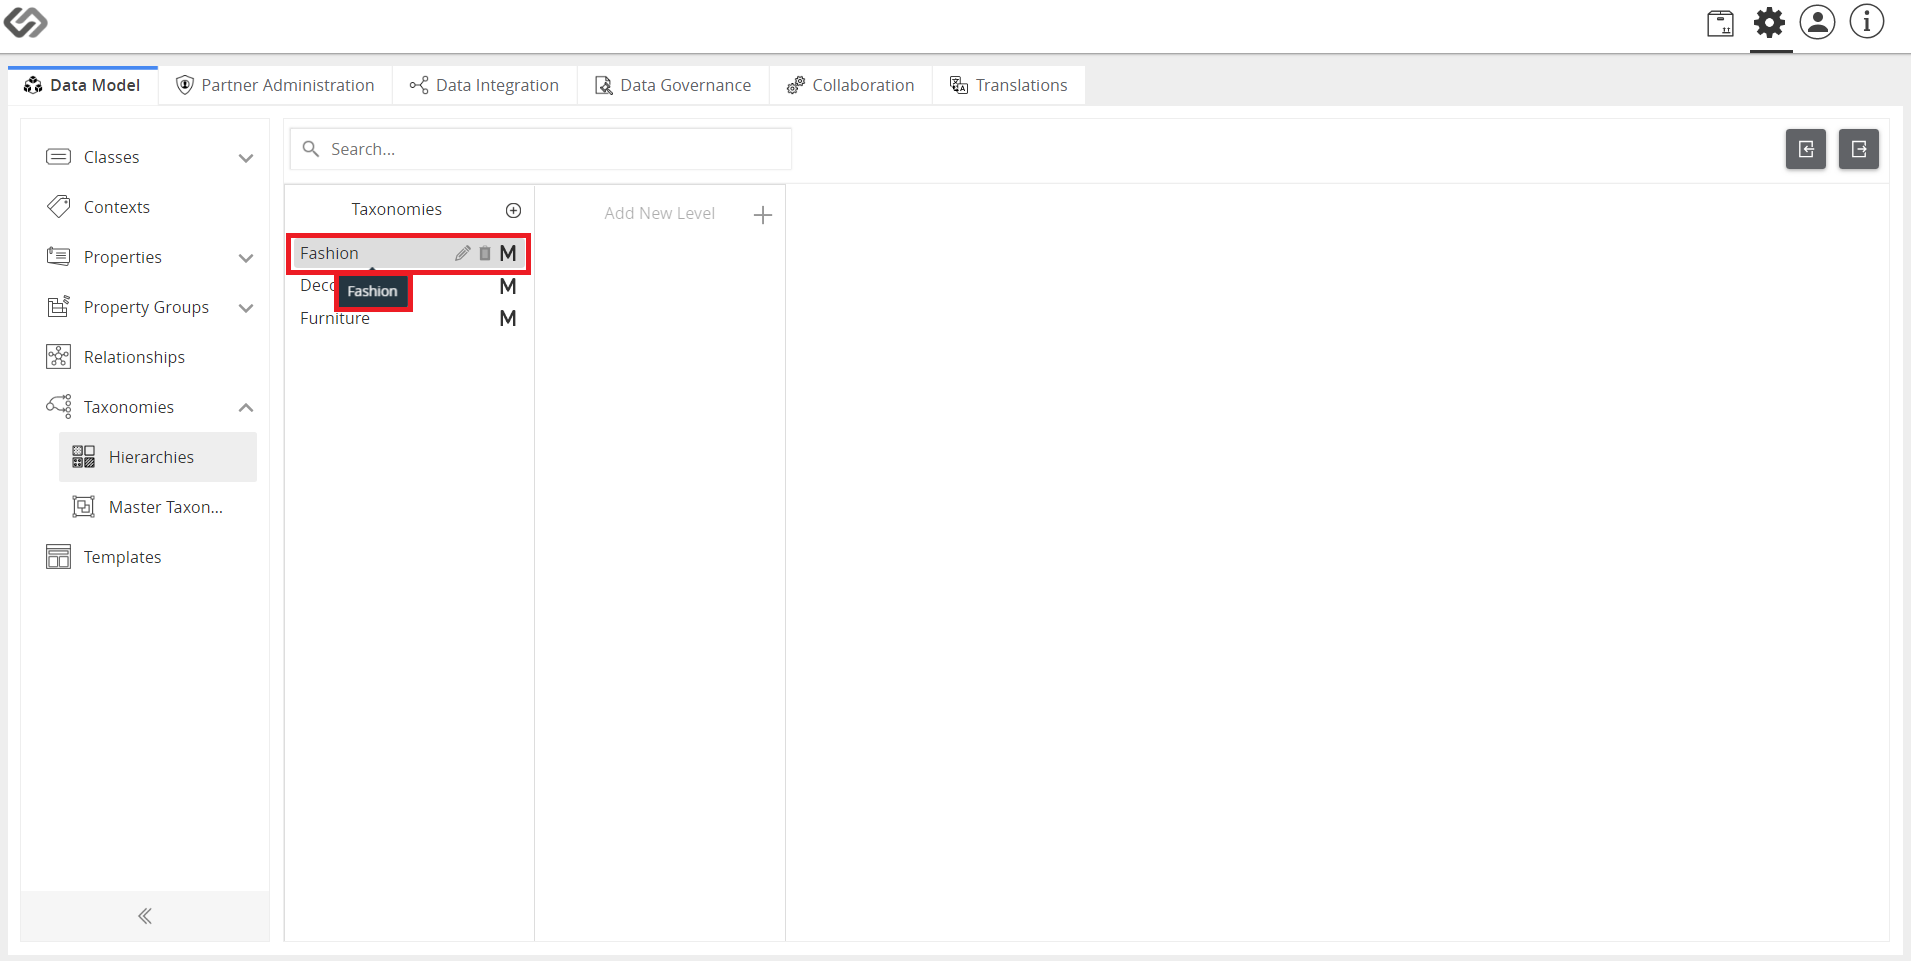 Data Model
Partner Administration
Data Integration
Data Governance
Collaboration
Translations
Classes
Contexts
Properties
Property Groups
Relationships
Taxonomies
Hierarchies
Master Taxon...
Templates
Search...
Taxonomies
Fashion M
Fashion
M
Furniture M
Add New Level